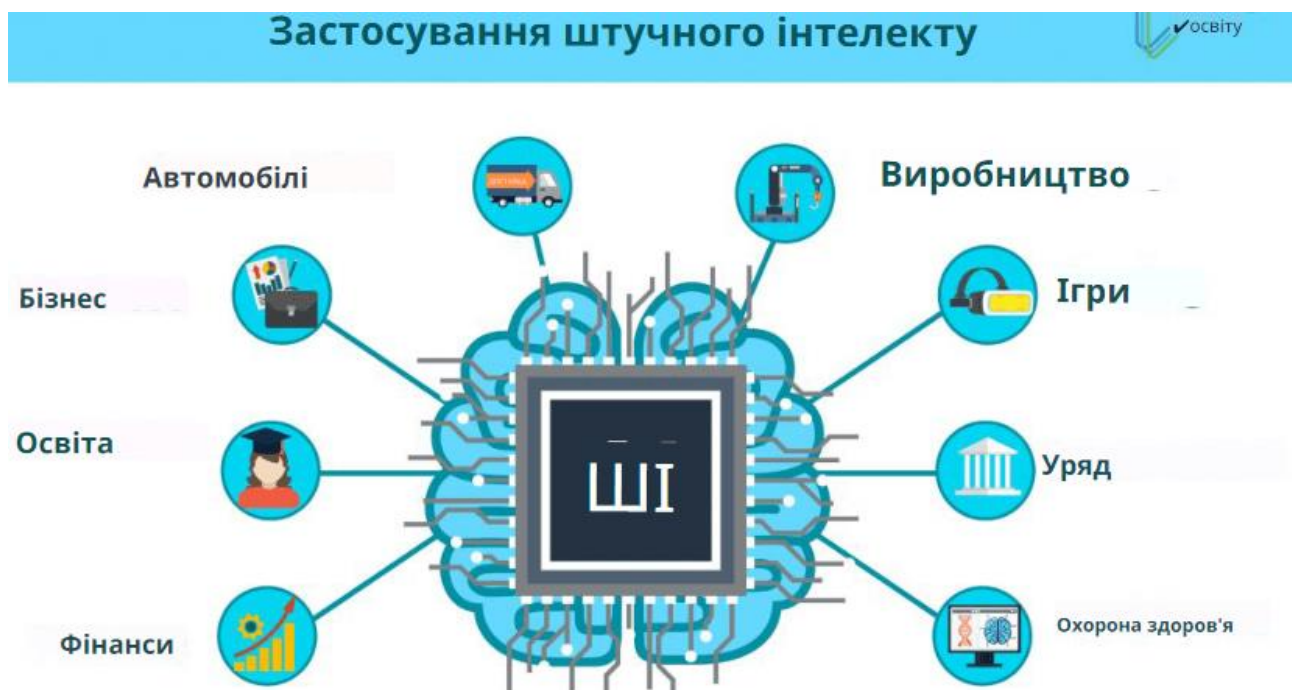 Застосування штучного інтелекту
✔освіту
Автомобілі
Виробництво
Бізнес
Ігри
Освіта
ШІ
Уряд
Фінанси
Охорона здоров'я